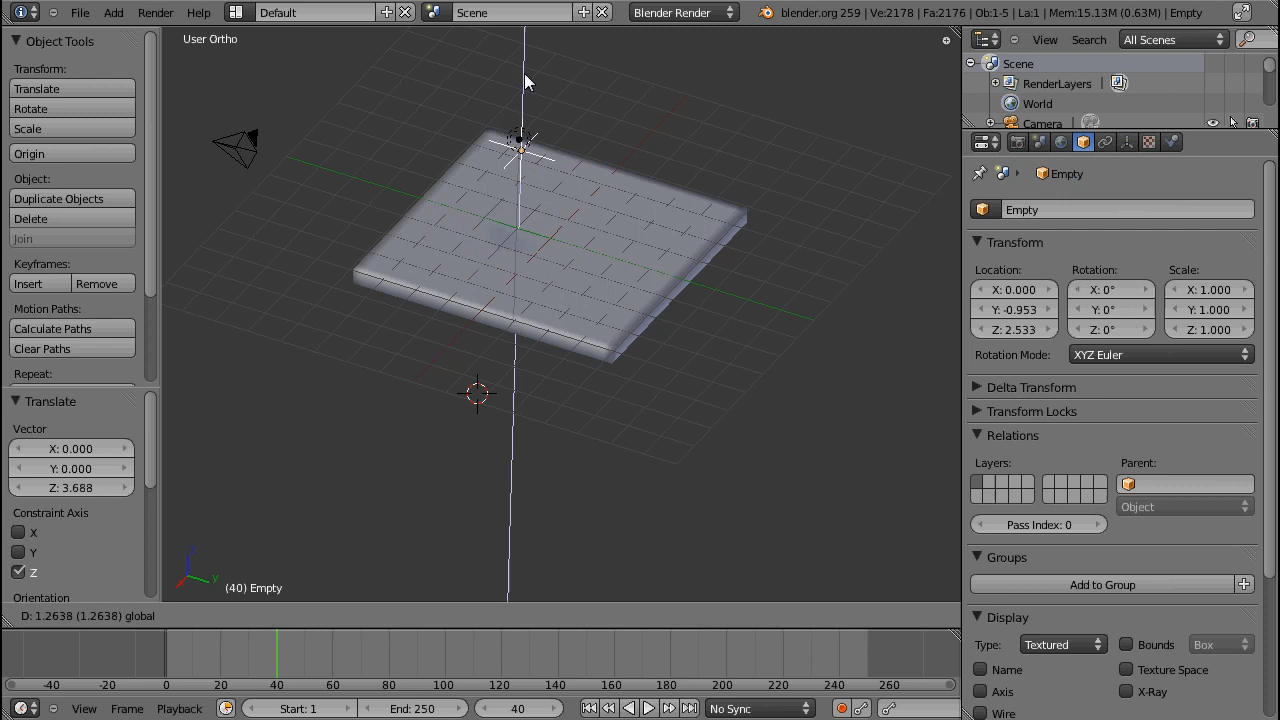 File Add Render Help Default Scene Blender Render blender.org 259 | Ve:2178 | Fa:2176 | Ob:1-5 | La:1 | Mem:15.13M (0.63M) | Empty
Object Tools
Transform:
Translate
Rotate
Scale
Origin
Object:
Duplicate Objects
Delete
Join
Keyframes:
Insert Remove
Motion Paths:
Calculate Paths
Clear Paths
Repeat:
Translate
Vector
X: 0.000
Y: 0.000
Z: 3.688
Constraint Axis
X
Y
Z
Orientation
User Ortho
z
y
(40) Empty
D: 1.2638 (1.2638) global
-40 -20 0 20 40 60 80 100 120 140 160 180 200 220 240 260
View Frame Playback Start: 1 End: 250 40 No Sync
View Search All Scenes
Scene
RenderLayers
World
Camera
Empty
Empty
Transform
Location: Rotation: Scale:
X: 0.000 X: 0° X: 1.000
Y: -0.953 Y: 0° Y: 1.000
Z: 2.533 Z: 0° Z: 1.000
Rotation Mode: XYZ Euler
Delta Transform
Transform Locks
Relations
Layers: Parent:
Object
Pass Index: 0
Groups
Add to Group
Display
Type: Textured Bounds Box
Name Texture Space
Axis X-Ray
Wire